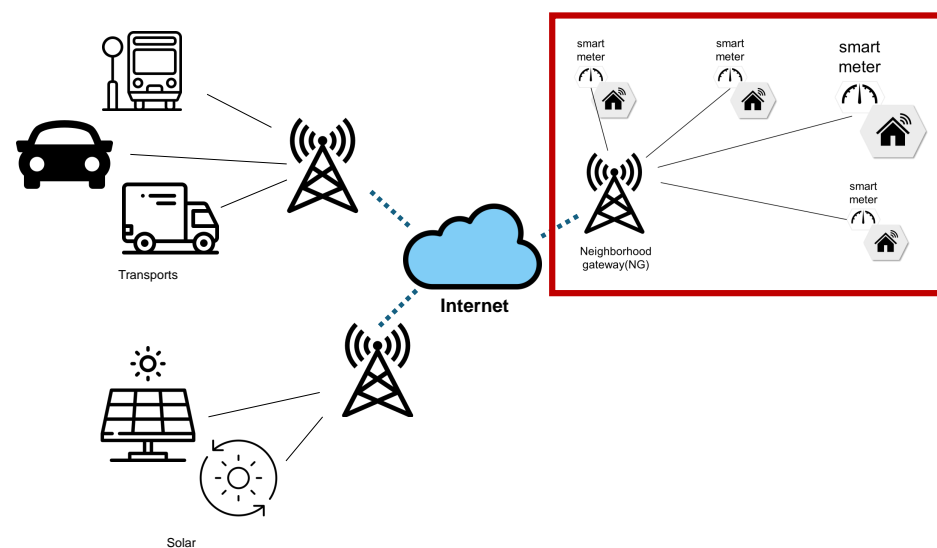 smart
meter
smart
meter
smart
meter
smart
meter
Neighborhood
gateway(NG)
Transports
Internet
Solar